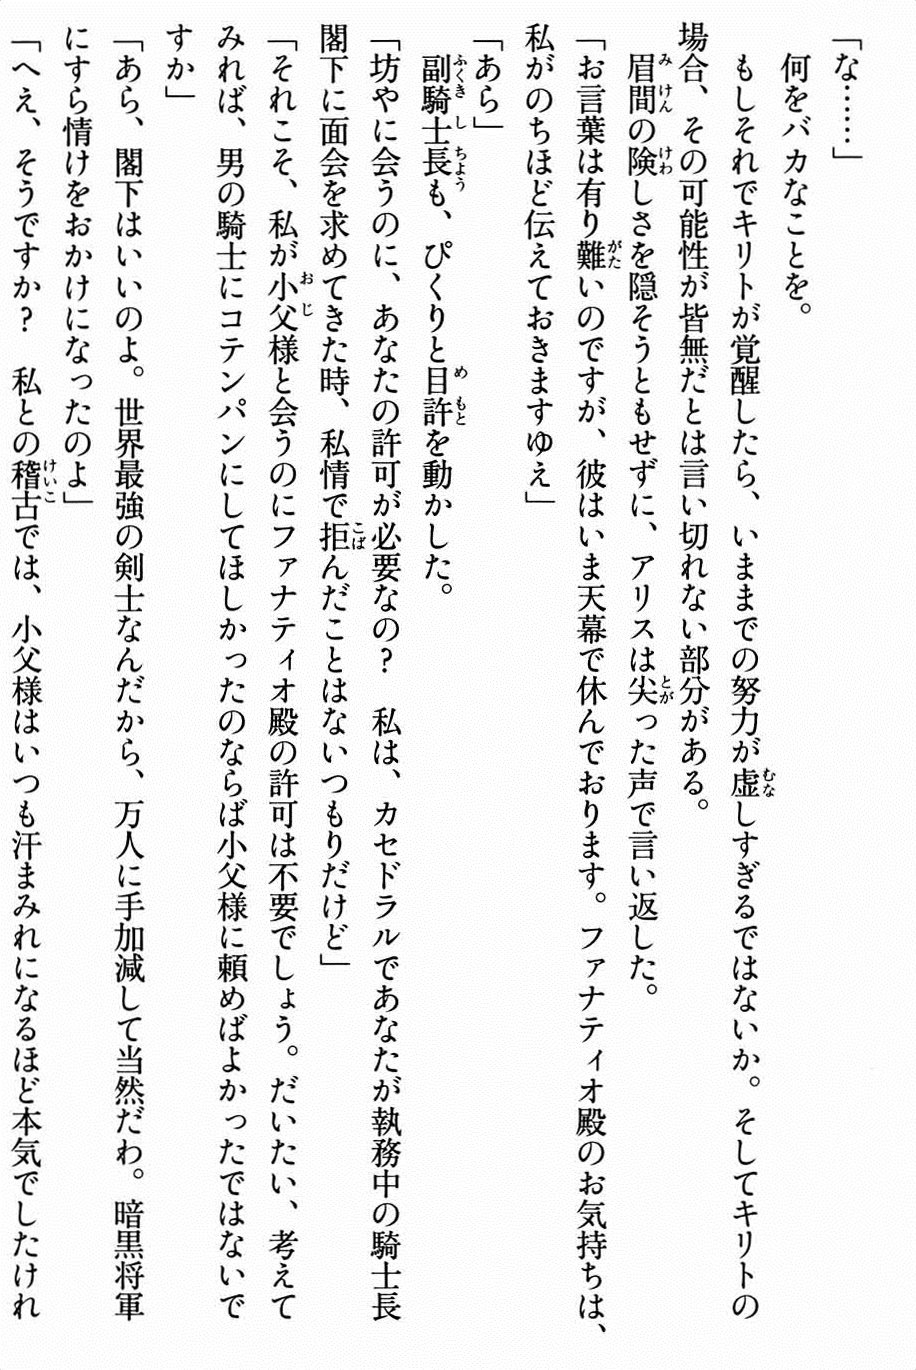 「な……」
何をバカなことを。
もしそれでキリトが覚醒したら、いままでの努力が虚しすぎるではないか。そしてキリトの
場合、その可能性が皆無だとは言い切れない部分がある。
眉間の険しさを隠そうともせずに、アリスは尖った声で言い返した。
「お言葉は有り難いのですが、彼はいま天幕で休んでおります。ファナティオ殿のお気持ちは、
私がのちほど伝えておきますゆえ」
「あら」
副騎士長も、ぴくりと目許を動かした。
「坊やに会うのに、あなたの許可が必要なの？　私は、カセドラルであなたが執務中の騎士長
閣下に面会を求めてきた時、私情で拒んだことはないつもりだけど」
「それこそ、私が小父様と会うのにファナティオ殿の許可は不要でしょう。だいたい、考えて
みれば、男の騎士にコテンパンにしてほしかったのならば小父様に頼めばよかったではないで
すか」
「あら、閣下はいいのよ。世界最強の剣士なんだから、万人に手加減して当然だわ。暗黒将軍
にすら情けをおかけになったのよ」
「へえ、そうですか？　私との稽古では、小父様はいつも汗まみれになるほど本気でしたけれ